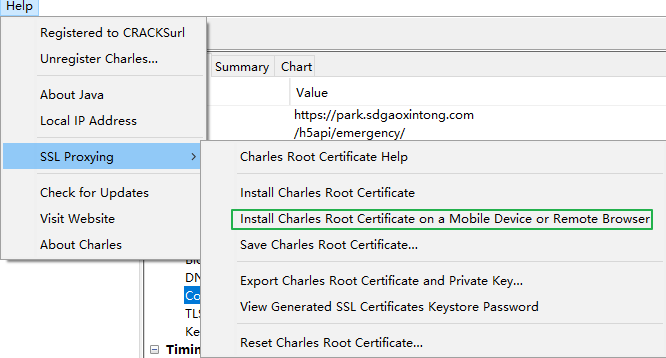 Help
Registered to CRACKSurl
Unregister Charles...
Summary
Chart
About Java
Value
Local IP Address
https://park.sdgaoxintong.com
/h5api/emergency/
SSL Proxying
Charles Root Certificate Help
Check for Updates
Install Charles Root Certificate
Visit Website
Install Charles Root Certificate on a Mobile Device or Remote Browser
About Charles
Save Charles Root Certificate...
DN
Export Charles Root Certificate and Private Key...
Co
View Generated SSL Certificates Keystore Password
TLS
Ke
Reset Charles Root Certificate...
Timin